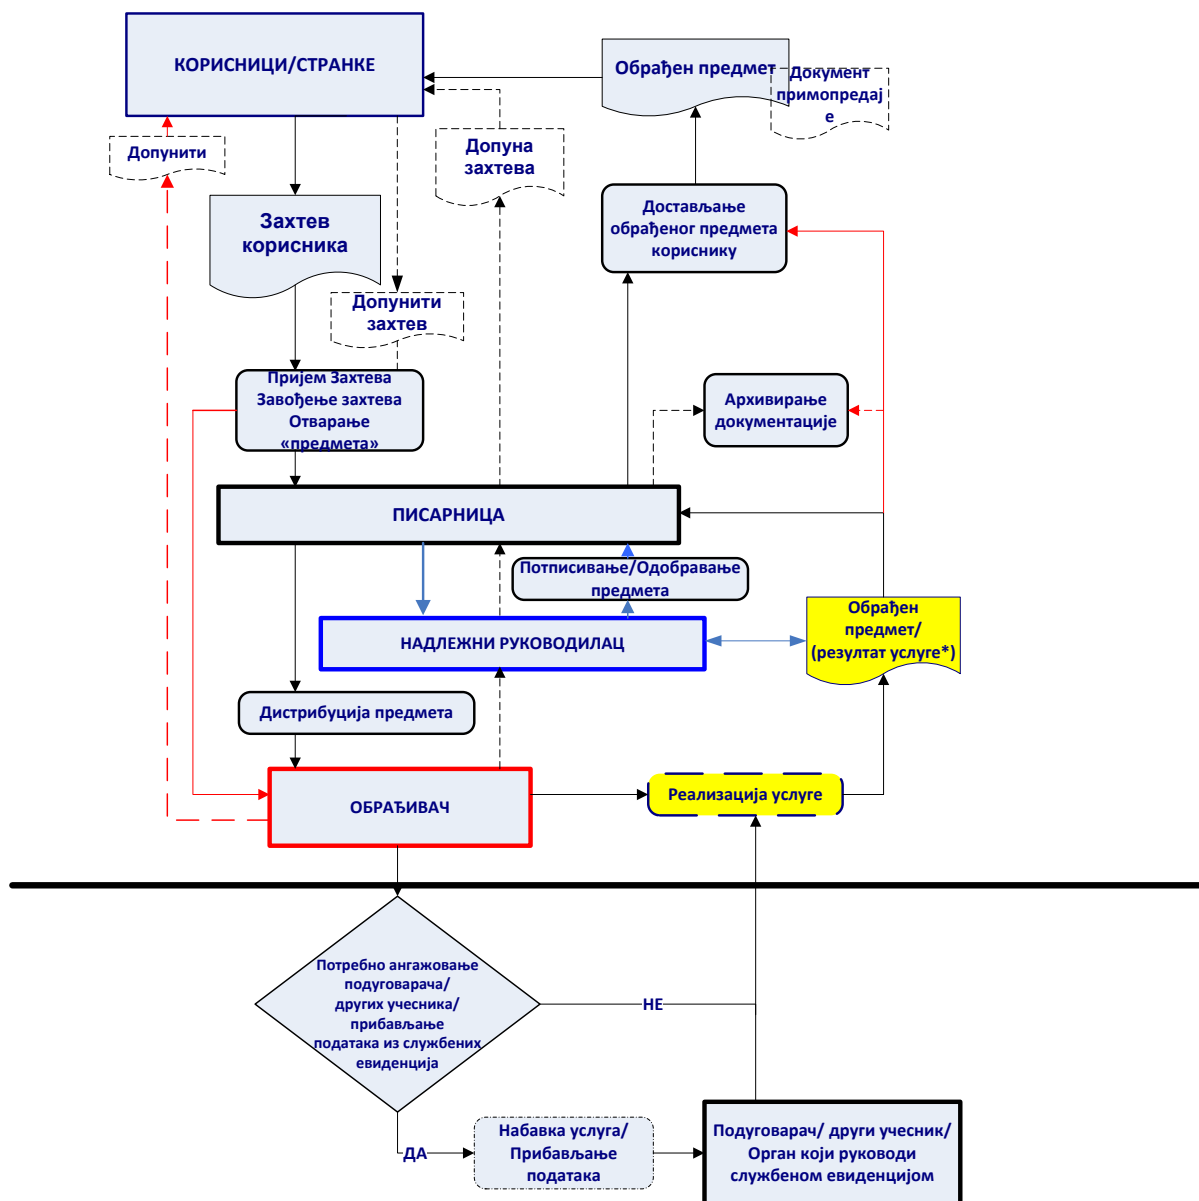 КОРИСНИЦИ/СТРАНКЕ
Обрађен предмет
Документ
примопредај
е
Допунити
Допуна
захтева
Захтев
корисника
Достављање
обрађеног предмета
кориснику
Допунити
захтев
Пријем Захтева
Завођење захтева
Отварање
«предмета»
Архивирање
документације
ПИСАРНИЦА
Потписивање/Одобравање
предмета
НАДЛЕЖНИ РУКОВОДИЛАЦ
Обрађен
предмет/
(резултат услуге*)
Дистрибуција предмета
ОБРАЂИВАЧ
Реализација услуге
Потребно ангажовање
подуговарача/
других учесника/
прибављање
података из службених
евиденција
НЕ
ДА
Набавка услуга/
Прибављање
података
Подуговарач/ други учесник/
Орган који руководи
службеном евиденцијом